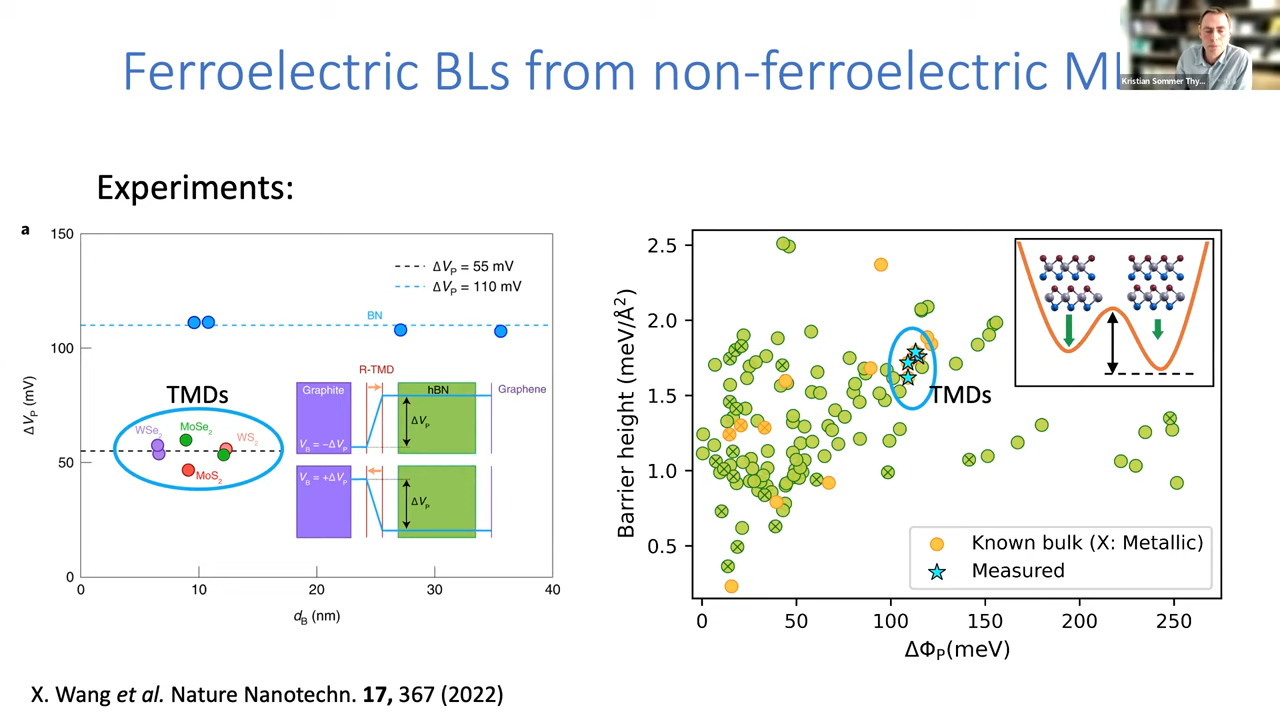 Ferroelectric BLs from non-ferroelectric
Kristian Sommer Thy...
Experiments:
a
150
100
50
0
ΔV_P (mV)
0 10 20 30 40
d_B (nm)
ΔV_P = 55 mV
ΔV_P = 110 mV
BN
TMDs
WSe₂
MoSe₂
WS₂
MoS₂
R-TMD
Graphite
hBN
Graphene
ΔV_P
V_B = −ΔV_P
V_B = +ΔV_P
ΔV_P
2.5
2.0
1.5
1.0
0.5
Barrier height (meV/Å²)
0 50 100 150 200 250
ΔΦ_P(meV)
TMDs
Known bulk (X: Metallic)
Measured
X. Wang et al. Nature Nanotechn. 17, 367 (2022)